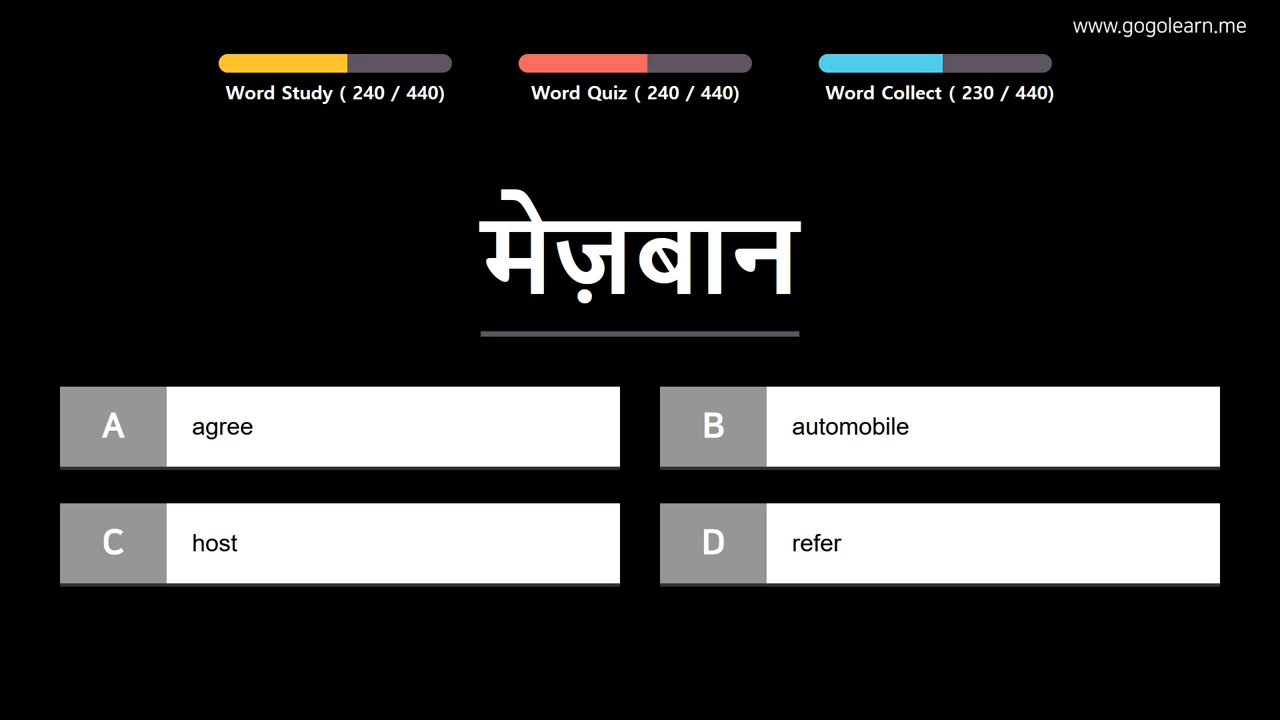 www.gogolearn.me
Word Study ( 240 / 440)
Word Quiz ( 240 / 440)
Word Collect ( 230 / 440)
मेज़बान
A agree
B automobile
C host
D refer